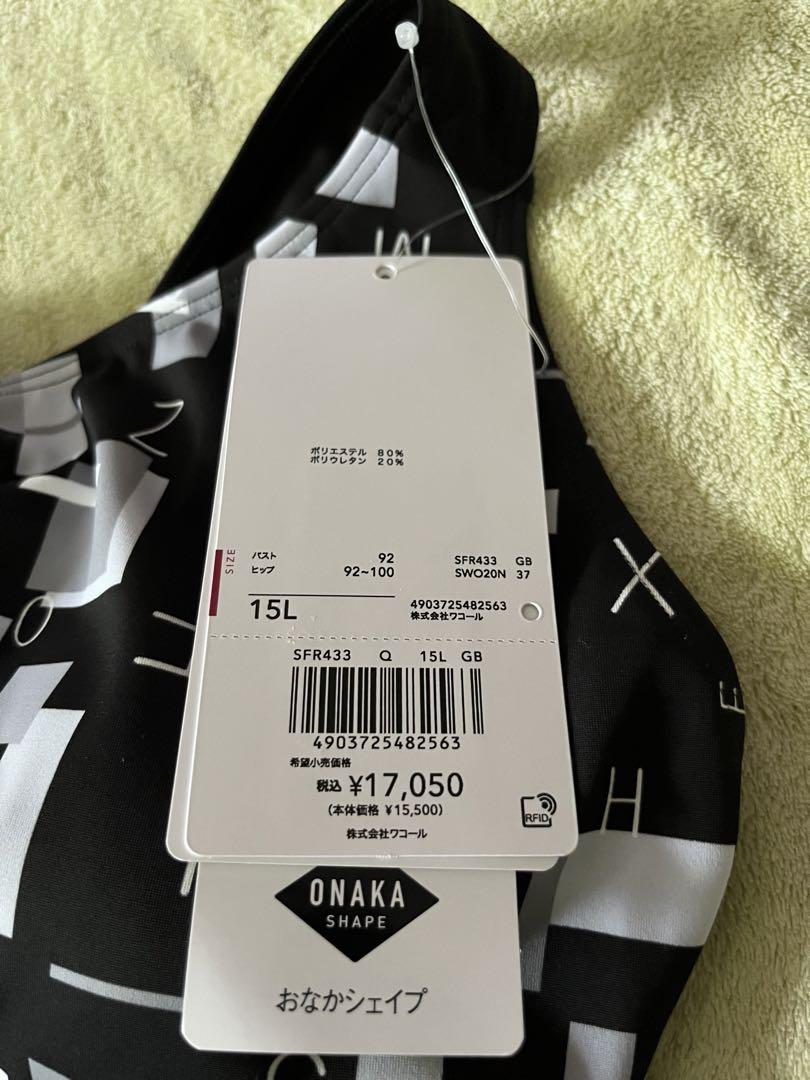 ポリエステル 80%
ポリウレタン 20%
SIZE
バスト 92
ヒップ 92~100
15L
SFR433 GB
SWO20N 37
4903725482563
株式会社ワコール
SFR433 Q 15L GB
4903725482563
希望小売価格
税込 ¥17,050
(本体価格 ¥15,500)
株式会社ワコール
RFID
ONAKA
SHAPE
おなかシェイプ
X
E
H